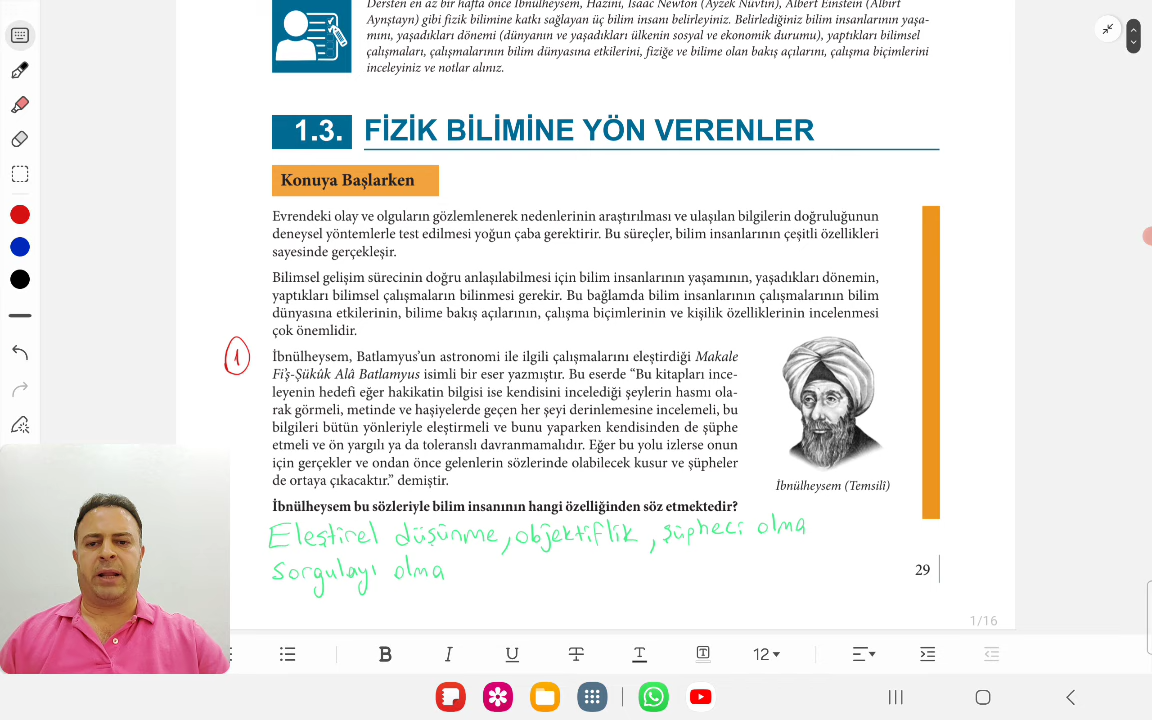 Dersten en az bir hafta önce İbnülheysem, Hazini, Isaac Newton (Ayzek Nüvtin), Albert Einstein (Albırt
Aynştayn) gibi fizik bilimine katkı sağlayan üç bilim insanı belirleyiniz. Belirlediğiniz bilim insanlarının yaşa-
mını, yaşadıkları dönemi (dünyanın ve yaşadıkları ülkenin sosyal ve ekonomik durumu), yaptıkları bilimsel
çalışmaları, çalışmalarının bilim dünyasına etkilerini, fiziğe ve bilime olan bakış açılarını, çalışma biçimlerini
inceleyiniz ve notlar alınız.
1.3. FİZİK BİLİMİNE YÖN VERENLER
Konuya Başlarken
Evrendeki olay ve olguların gözlemlenerek nedenlerinin araştırılması ve ulaşılan bilgilerin doğruluğunun
deneysel yöntemlerle test edilmesi yoğun çaba gerektirir. Bu süreçler, bilim insanlarının çeşitli özellikleri
sayesinde gerçekleşir.
Bilimsel gelişim sürecinin doğru anlaşılabilmesi için bilim insanlarının yaşamının, yaşadıkları dönemin,
yaptıkları bilimsel çalışmaların bilinmesi gerekir. Bu bağlamda bilim insanlarının çalışmalarının bilim
dünyasına etkilerinin, bilime bakış açılarının, çalışma biçimlerinin ve kişilik özelliklerinin incelenmesi
çok önemlidir.
1
İbnülheysem, Batlamyus’un astronomi ile ilgili çalışmalarını eleştirdiği Makale
Fi’ş-Şükûk Alâ Batlamyus isimli bir eser yazmıştır. Bu eserde “Bu kitapları ince-
leyenin hedefi eğer hakikatin bilgisi ise kendisini incelediği şeylerin hasmı ola-
rak görmeli, metinde ve haşiyelerde geçen her şeyi derinlemesine incelemeli, bu
bilgileri bütün yönleriyle eleştirmeli ve bunu yaparken kendisinden de şüphe
etmeli ve ön yargılı ya da toleranslı davranmamalıdır. Eğer bu yolu izlerse onun
için gerçekler ve ondan önce gelenlerin sözlerinde olabilecek kusur ve şüpheler
de ortaya çıkacaktır.” demiştir.
İbnülheysem (Temsilî)
İbnülheysem bu sözleriyle bilim insanının hangi özelliğinden söz etmektedir?
Eleştirel düşünme, objektiflik, şüpheci olma
Sorgulayı olma
29
1/16
B I U T T T 12